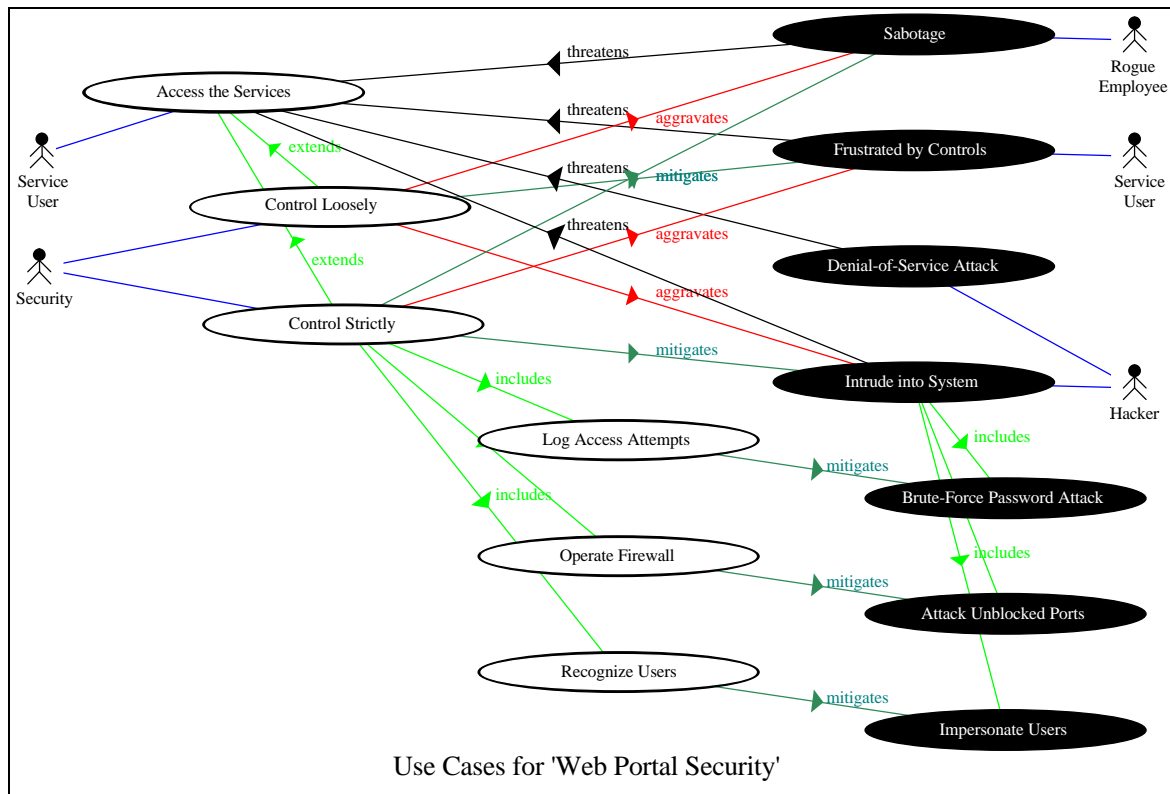 Sabotage
threatens
Rogue
Employee
Access the Services
threatens
aggravates
extends
Frustrated by Controls
Service
User
threatens
mitigates
Service
User
Control Loosely
threatens
aggravates
extends
Denial-of-Service Attack
Security
aggravates
Control Strictly
mitigates
includes
Intrude into System
Hacker
Log Access Attempts
includes
mitigates
includes
Brute-Force Password Attack
Operate Firewall
includes
mitigates
Attack Unblocked Ports
Recognize Users
mitigates
Impersonate Users
Use Cases for 'Web Portal Security'